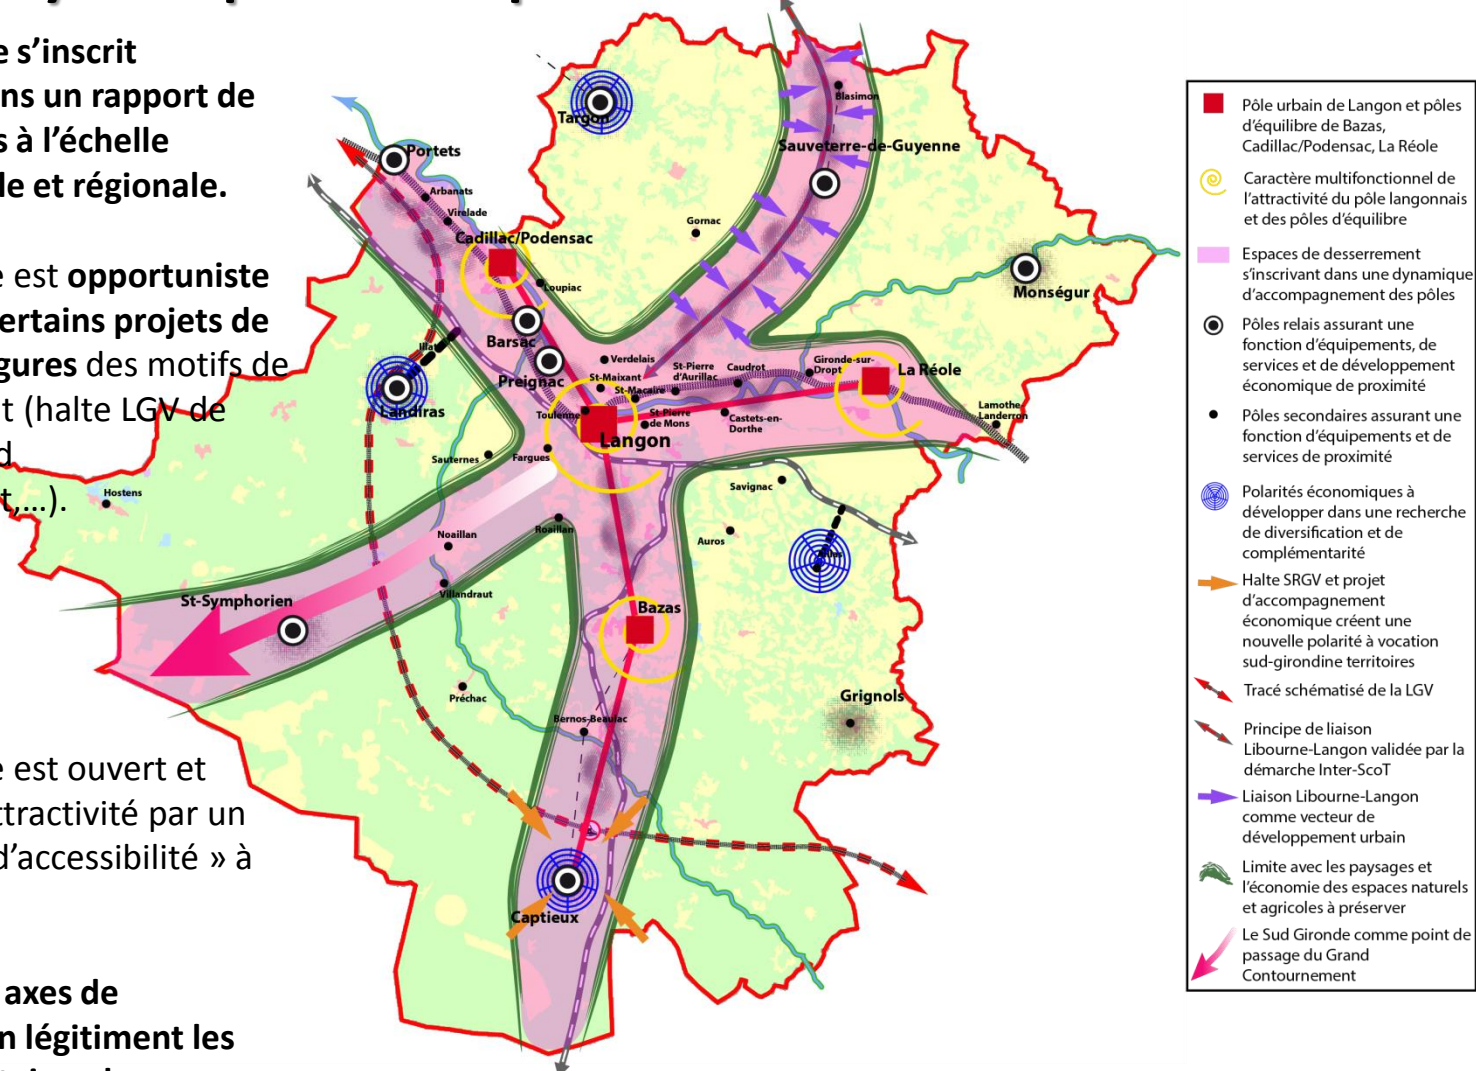 e s’inscrit
ns un rapport de
s à l’échelle
le et régionale.
e est opportuniste
ertains projets de
gures des motifs de
t (halte LGV de
d
t,…).
e est ouvert et
ttractivité par un
d’accessibilité » à
axes de
n légitiment les
Targon
Blasimon
Sauveterre-de-Guyenne
Portets
Arbanats
Virelade
Gornac
Cadillac/Podensac
Loupiac
Monségur
Barsac
Preignac
Landiras
Verdelais
St-Maixant
St-Macaire
St-Pierre
d'Aurillac
Caudrot
Gironde-sur-
Dropt
La Réole
Toulenne
St-Pierre
de Mons
Castets-en-
Dorthe
Lamothe
Landerron
Langon
Sauternes
Fargues
Savignac
Hostens
Noaillan
Roaillan
Auros
Villandraut
St-Symphorien
Bazas
Préchac
Bernos-Beaulac
Grignols
Captieux
Pôle urbain de Langon et pôles
d'équilibre de Bazas,
Cadillac/Podensac, La Réole
Caractère multifonctionnel de
l'attractivité du pôle langonnais
et des pôles d'équilibre
Espaces de desserrement
s'inscrivant dans une dynamique
d'accompagnement des pôles
Pôles relais assurant une
fonction d'équipements, de
services et de développement
économique de proximité
Pôles secondaires assurant une
fonction d'équipements et de
services de proximité
Polarités économiques à
développer dans une recherche
de diversification et de
complémentarité
Halte SRGV et projet
d'accompagnement
économique créent une
nouvelle polarité à vocation
sud-girondine territoires
Tracé schématisé de la LGV
Principe de liaison
Libourne-Langon validée par la
démarche Inter-ScoT
Liaison Libourne-Langon
comme vecteur de
développement urbain
Limite avec les paysages et
l'économie des espaces naturels
et agricoles à préserver
Le Sud Gironde comme point de
passage du Grand
Contournement